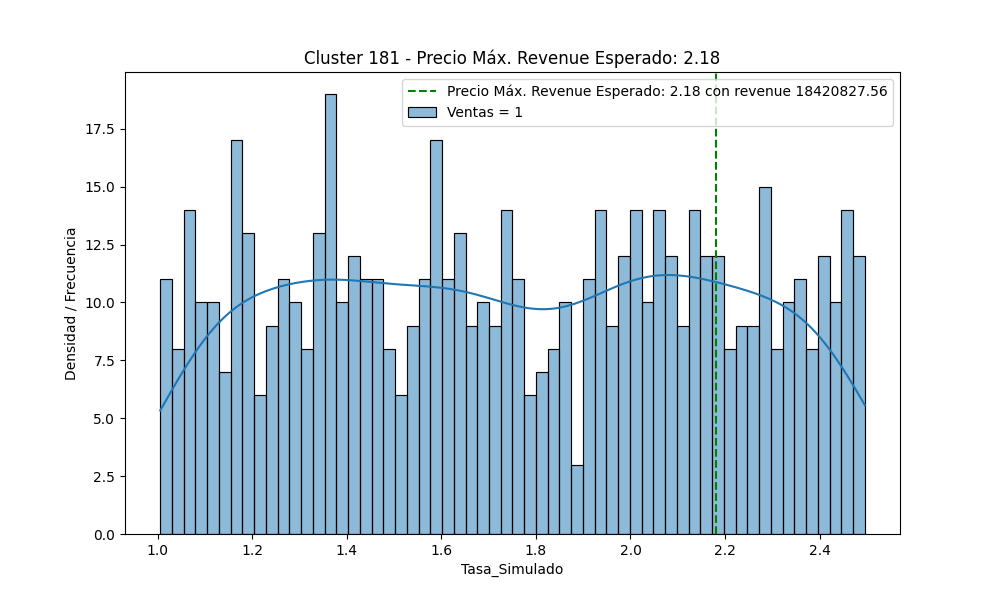 Cluster 181 - Precio Máx. Revenue Esperado: 2.18
Precio Máx. Revenue Esperado: 2.18 con revenue 18420827.56
Ventas = 1
Densidad / Frecuencia
17.5
15.0
12.5
10.0
7.5
5.0
2.5
0.0
1.0 1.2 1.4 1.6 1.8 2.0 2.2 2.4
Tasa_Simulado